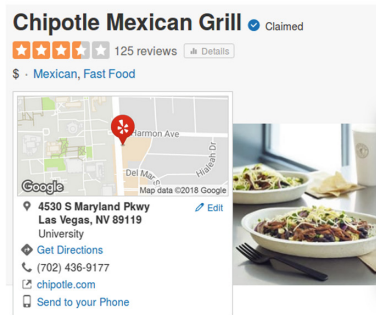 Chipotle Mexican Grill Claimed
125 reviews Details
$ · Mexican, Fast Food
Harmon Ave
Hialeah Dr
Del Mar
Google Map data ©2018 Google
4530 S Maryland Pkwy Edit
Las Vegas, NV 89119
University
Get Directions
(702) 436-9177
chipotle.com
Send to your Phone